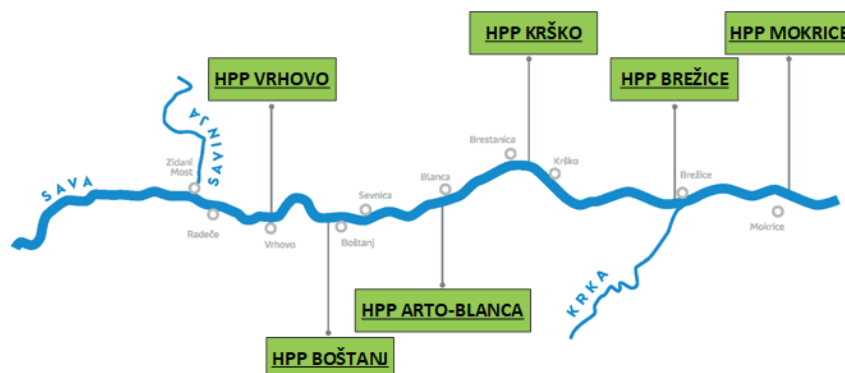 HPP KRŠKO
HPP MOKRICE
HPP VRHOVO
HPP BREŽICE
SAVINJA
Zidani
Most
Brestanica
Krško
SAVA
Blanca
Brežice
Sevnica
Radeče
Vrhovo
Boštanj
Mokrice
KRKA
HPP ARTO-BLANCA
HPP BOŠTANJ